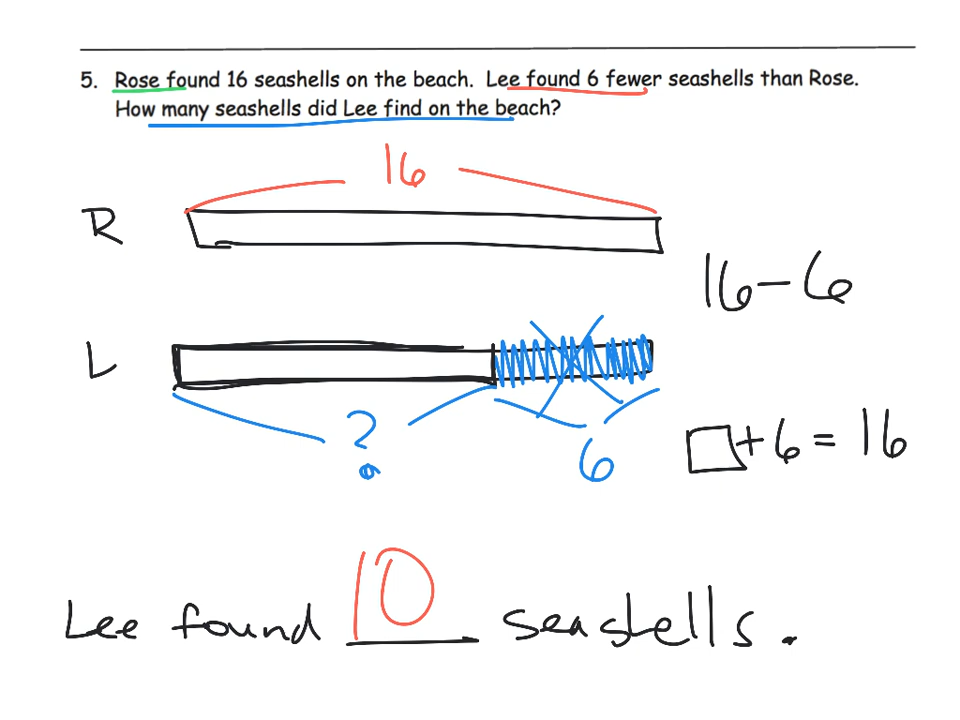 5. Rose found 16 seashells on the beach. Lee found 6 fewer seashells than Rose.
How many seashells did Lee find on the beach?
16
R
16-6
L
?
6
□+6=16
Lee found 10 seashells.